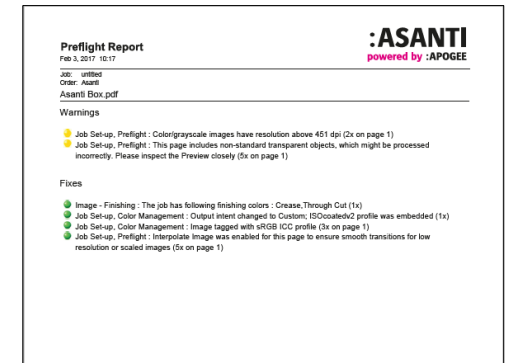 :ASANTI
Preflight Report
powered by :APOGEE
Feb 3, 2017 10:17
Job: untitled
Order: Asanti
Asanti Box.pdf
Warnings
Job Set-up, Preflight : Color/grayscale images have resolution above 451 dpi (2x on page 1)
Job Set-up, Preflight : This page includes non-standard transparent objects, which might be processed
incorrectly. Please inspect the Preview closely (5x on page 1)
Fixes
Image - Finishing : The job has following finishing colors : Crease,Through Cut (1x)
Job Set-up, Color Management : Output intent changed to Custom; ISOcoatedv2 profile was embedded (1x)
Job Set-up, Color Management : Image tagged with sRGB ICC profile (3x on page 1)
Job Set-up, Preflight : Interpolate Image was enabled for this page to ensure smooth transitions for low
resolution or scaled images (5x on page 1)